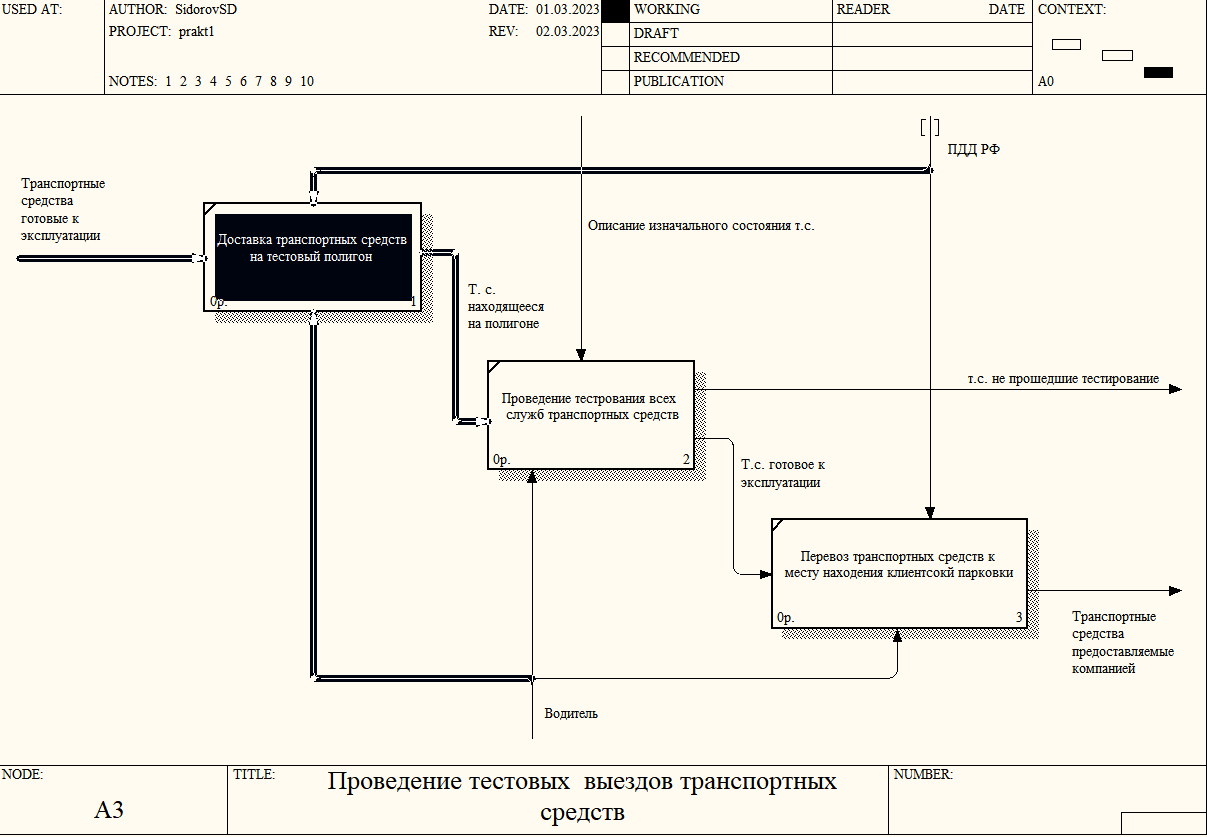 USED AT:
AUTHOR: SidorovSD
DATE: 01.03.2023
WORKING
READER
DATE
CONTEXT:
PROJECT: prakt1
REV: 02.03.2023
DRAFT
RECOMMENDED
NOTES: 1 2 3 4 5 6 7 8 9 10
PUBLICATION
A0
ПДД РФ
Транспортные
средства
готовые к
эксплуатации
Описание изначального состояния т.с.
Доставка транспортных средств
на тестовый полигон
0р.
1
Т. с.
находящееся
на полигоне
т.с. не прошедшие тестирование
Проведение тестрования всех
служб транспортных средств
0р.
2
Т.с. готовое к
эксплуатации
Перевоз транспортных средств к
месту находения клиентсокй парковки
0р.
3
Транспортные
средства
предоставляемые
компанией
Водитель
NODE:
A3
TITLE:
Проведение тестовых выездов транспортных
средств
NUMBER: